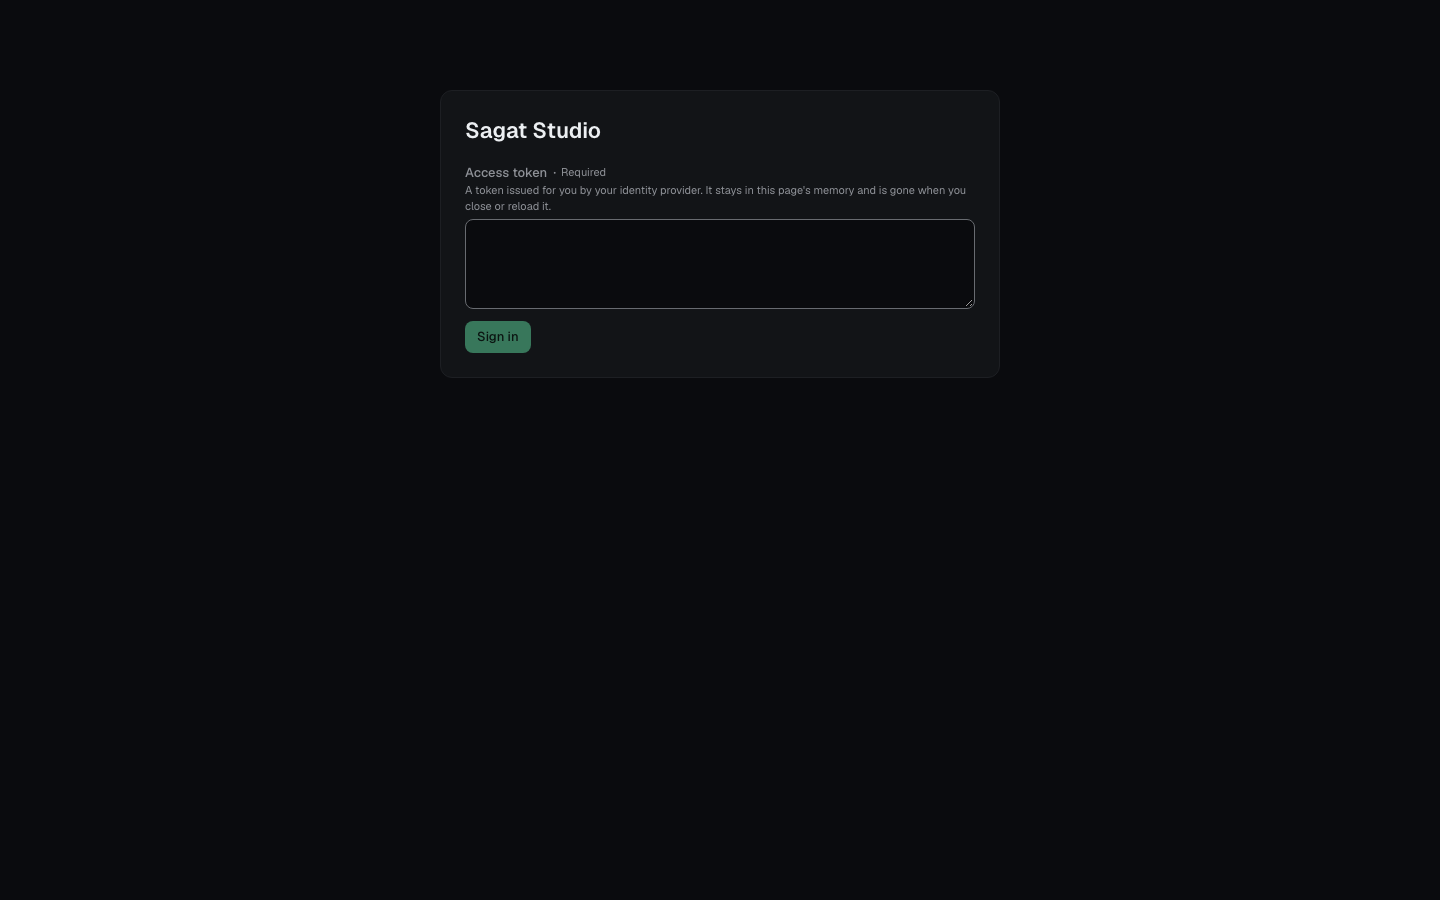 Sagat Studio
Access token · Required
A token issued for you by your identity provider. It stays in this page's memory and is gone when you
close or reload it.
Sign in